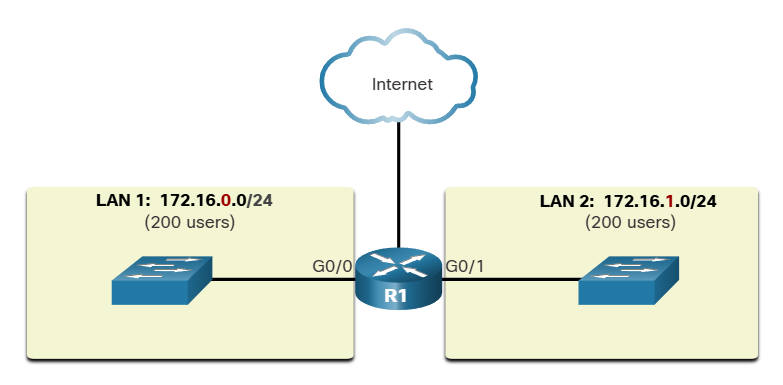 Internet
LAN 1: 172.16.0.0/24
(200 users)
LAN 2: 172.16.1.0/24
(200 users)
G0/0
G0/1
R1